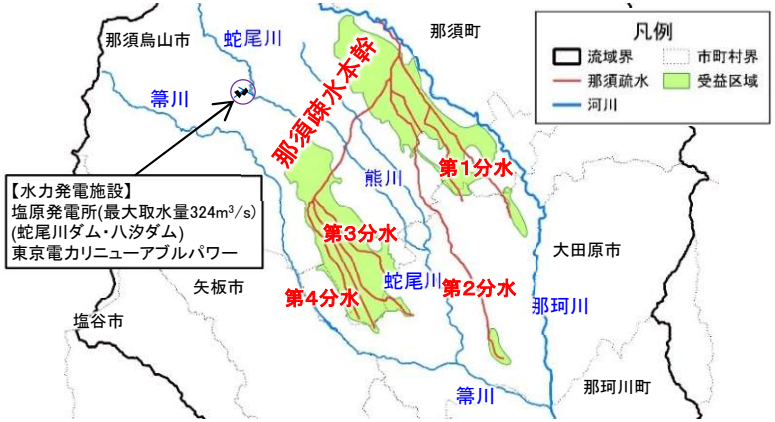 那須烏山市
蛇尾川
那須町
箒川
那須疎水本幹
凡例
流域界
市町村界
那須疏水
受益区域
河川
第1分水
熊川
【水力発電施設】
塩原発電所(最大取水量324m³/s)
(蛇尾川ダム・八汐ダム)
東京電力リニューアブルパワー
第3分水
大田原市
蛇尾川
第2分水
矢板市
第4分水
那珂川
塩谷市
箒川
那珂川町